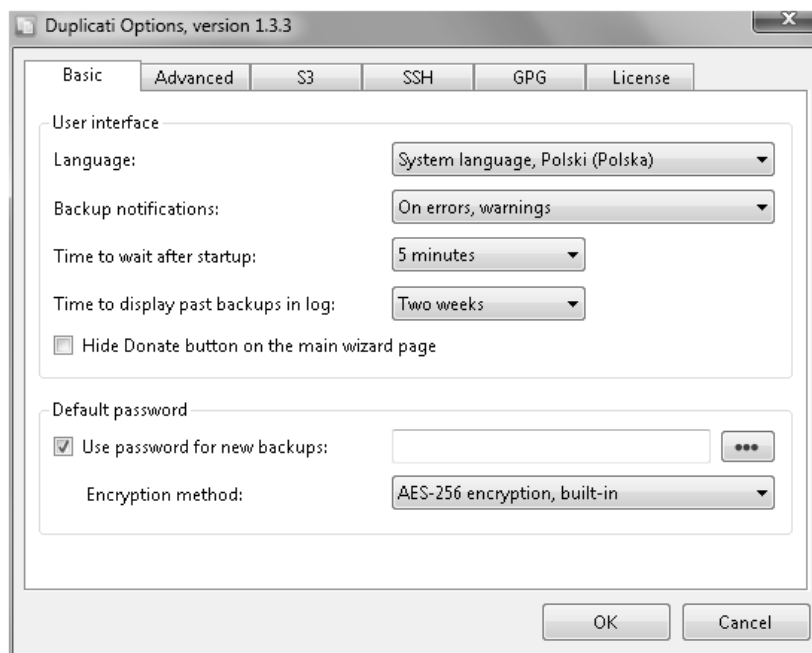 Duplicati Options, version 1.3.3
Basic Advanced S3 SSH GPG License
User interface
Language: System language, Polski (Polska)
Backup notifications: On errors, warnings
Time to wait after startup: 5 minutes
Time to display past backups in log: Two weeks
Hide Donate button on the main wizard page
Default password
Use password for new backups:
Encryption method: AES-256 encryption, built-in
OK Cancel